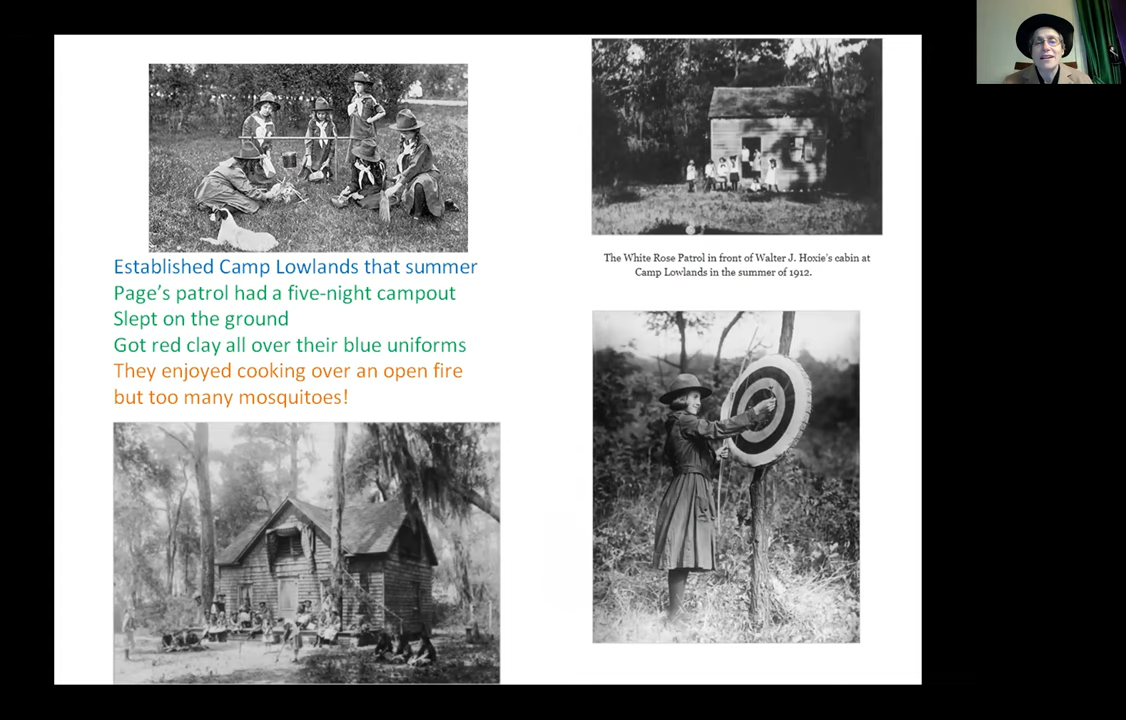 Established Camp Lowlands that summer
Page's patrol had a five-night campout
Slept on the ground
Got red clay all over their blue uniforms
They enjoyed cooking over an open fire
but too many mosquitoes!
The White Rose Patrol in front of Walter J. Hoxie's cabin at
Camp Lowlands in the summer of 1912.